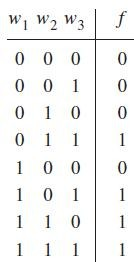 w1 w2 w3 f
0 0 0 0
0 0 1 0
0 1 0 0
0 1 1 1
1 0 0 0
1 0 1 1
1 1 0 1
1 1 1 1